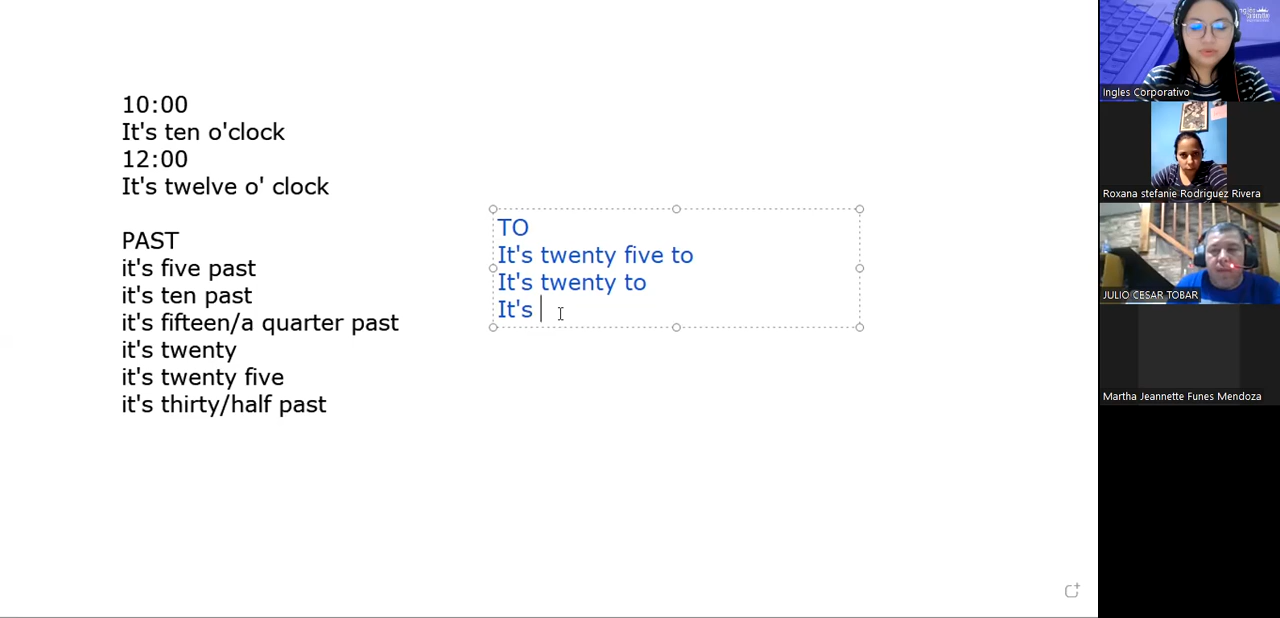 10:00
It's ten o'clock
12:00
It's twelve o' clock
PAST
it's five past
it's ten past
it's fifteen/a quarter past
it's twenty
it's twenty five
it's thirty/half past
TO
It's twenty five to
It's twenty to
It's
Ingles Corporativo
Roxana stefanie Rodriguez Rivera
JULIO CESAR TOBAR
Martha Jeannette Funes Mendoza